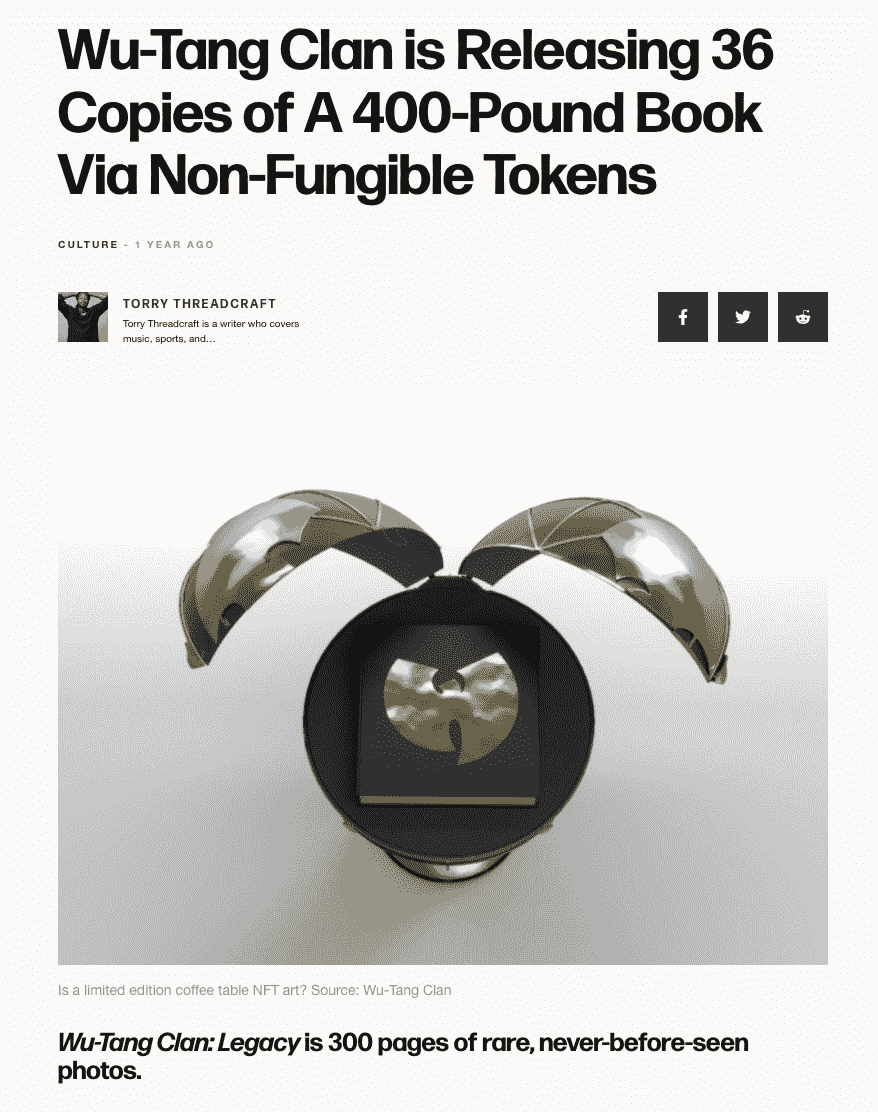 Wu-Tang Clan is Releasing 36
Copies of A 400-Pound Book
Via Non-Fungible Tokens
CULTURE - 1 YEAR AGO
TORRY THREADCRAFT
Torry Threadcraft is a writer who covers
music, sports, and...
Is a limited edition coffee table NFT art? Source: Wu-Tang Clan
Wu-Tang Clan: Legacy is 300 pages of rare, never-before-seen
photos.